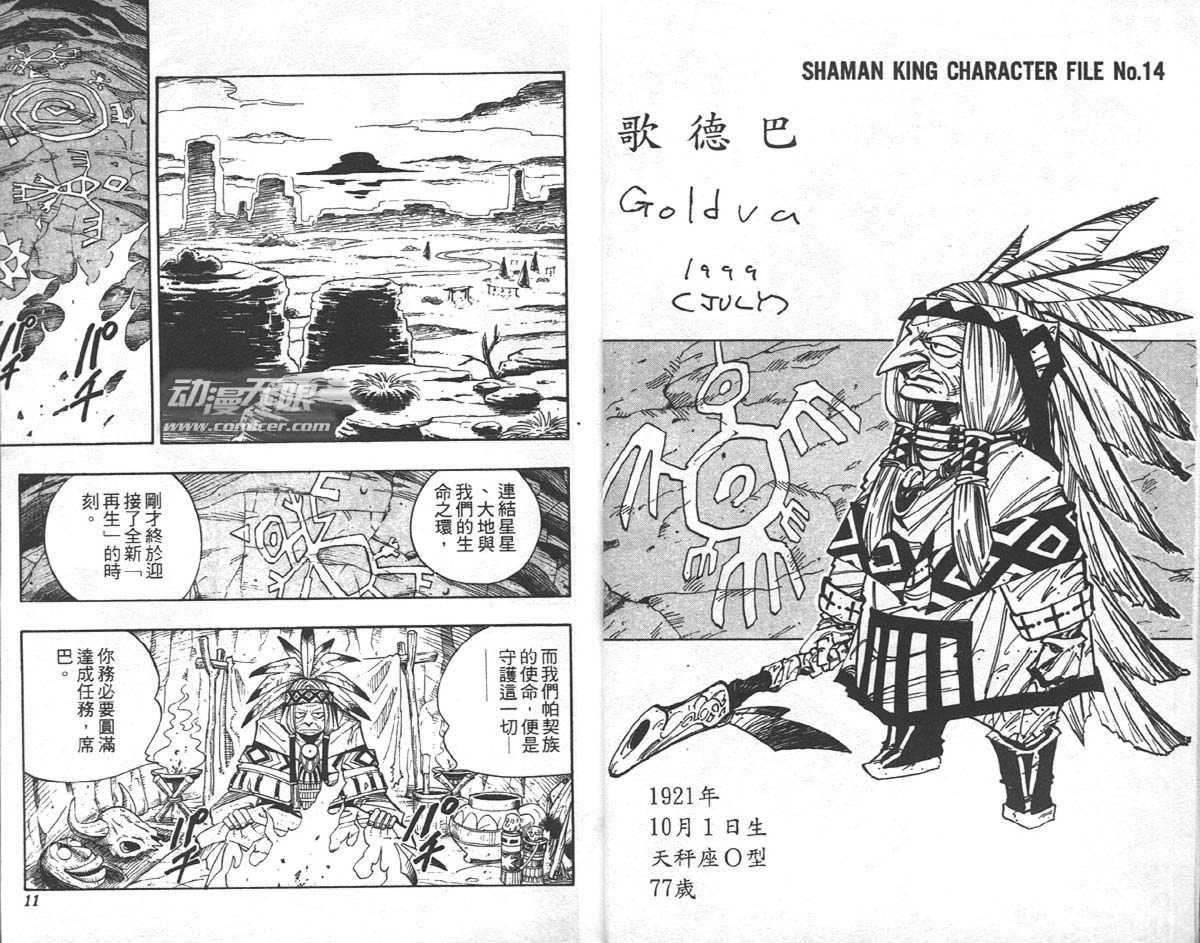 SHAMAN KING CHARACTER FILE No.14
歌德巴
Goldva
1999
(JULY)
1921年
10月1日生
天秤座O型
77歲
パチ
パチ
动漫无限
www.comicer.com
連結星星
、大地與
我們的生
命之環，
剛才終於迎
接了全新「
再生」的時
刻。
而我們帕契族
的使命，便是
守護這一切—
———
你務必要圓滿
達成任務，席
巴。
パチ
パチ
11